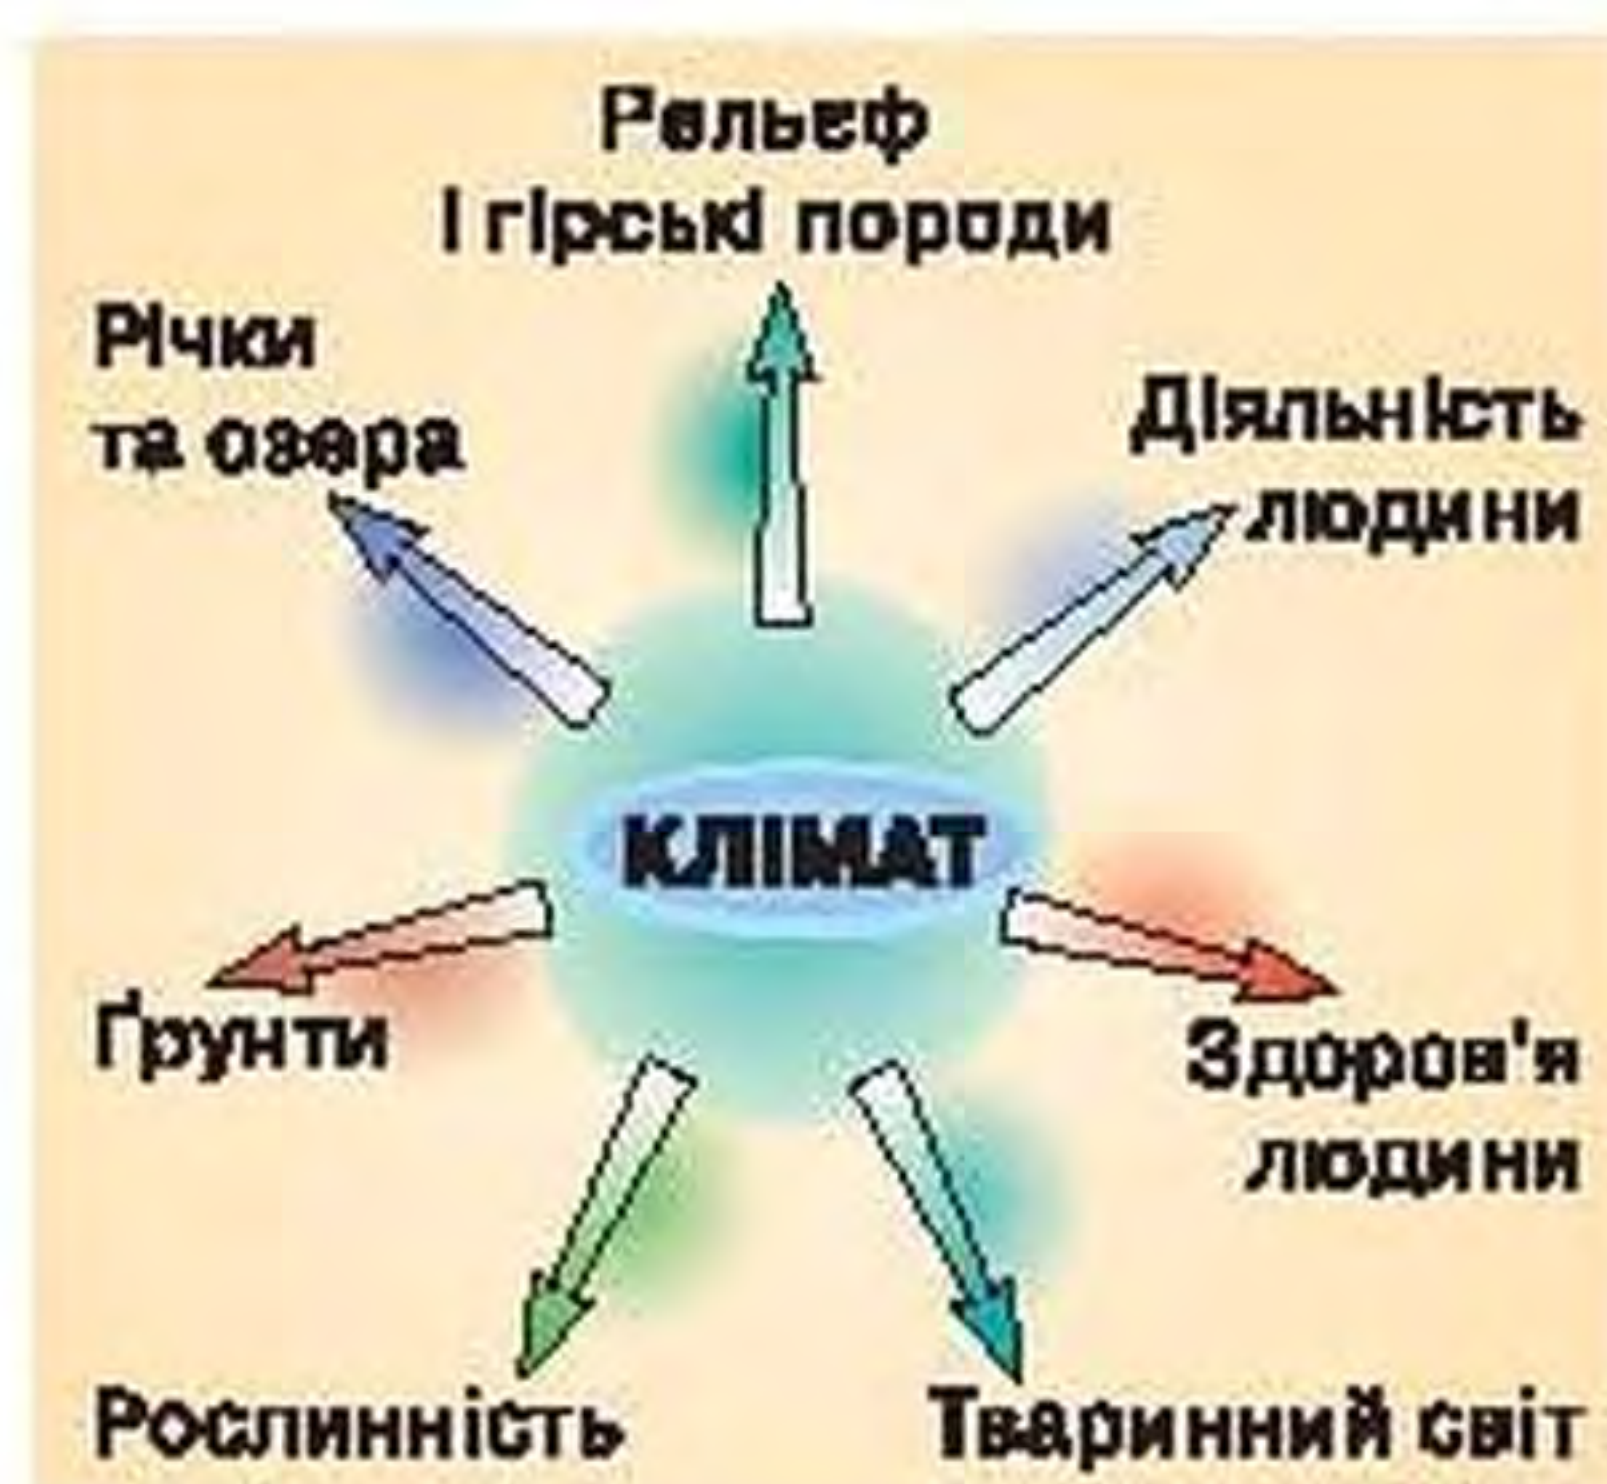 Рельєф
і гірські породи
Річки
та озера
Діяльність
людини
КЛІМАТ
Ґрунти
Здоров'я
людини
Рослинність
Тваринний світ